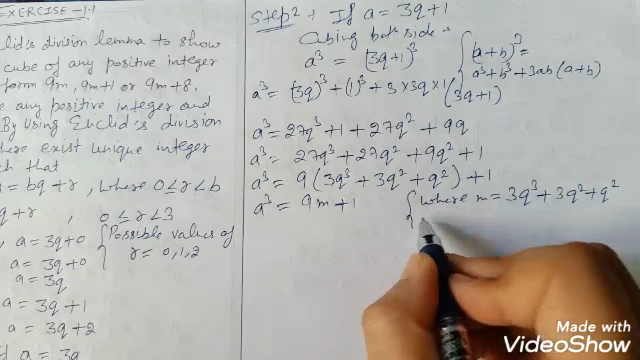 EXERCISE - 1.1
lid's division lemma to show
cube of any positive integer
form 9m, 9m+1 or 9m+8.
e any positive integer and
By Using Euclid's division
here exist unique integer
ch that
a = bq + r, where 0 ≤ r < b
q + r , 0 ≤ r < 3
a = 3q+0 { Possible values of
a = 3q+0 r = 0, 1, 2
a = 3q
a = 3q + 1
a = 3q + 2
a = 3q
Step 2: If a = 3q + 1
Cubing both side
a³ = (3q+1)³ { (a+b)³ =
a³+b³+3ab(a+b)
a³ = (3q)³ + (1)³ + 3 × 3q × 1 (3q+1)
a³ = 27q³ + 1 + 27q² + 9q
a³ = 27q³ + 27q² + 9q² + 1
a³ = 9 (3q³ + 3q² + q²) + 1
a³ = 9m + 1 { where m = 3q³ + 3q² + q²
Made with
VideoShow